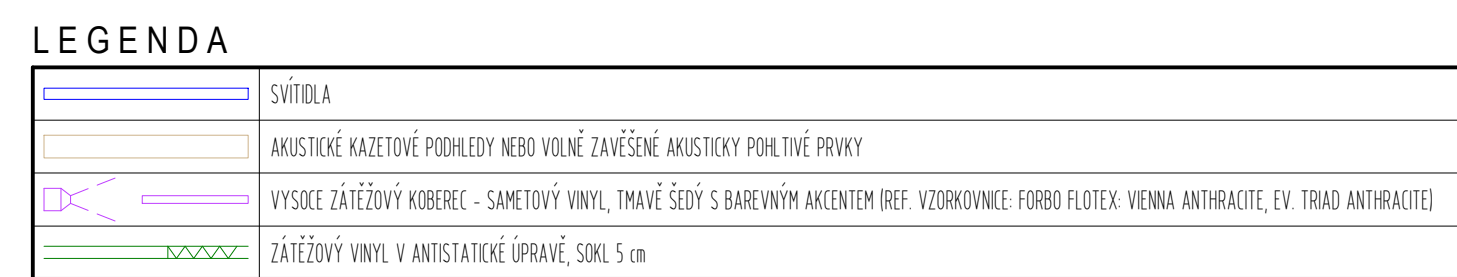 LEGENDA
SVÍTIDLA
AKUSTICKÉ KAZETOVÉ PODHLEDY NEBO VOLNĚ ZAVĚŠENÉ AKUSTICKY POHLTIVÉ PRVKY
VYSOCE ZÁTĚŽOVÝ KOBEREC - SAMETOVÝ VINYL, TMAVĚ ŠEDÝ S BAREVNÝM AKCENTEM (REF. VZORKOVNICE: FORBO FLOTEX: VIENNA ANTHRACITE, EV. TRIAD ANTHRACITE)
ZÁTĚŽOVÝ VINYL V ANTISTATICKÉ ÚPRAVĚ, SOKL 5 cm